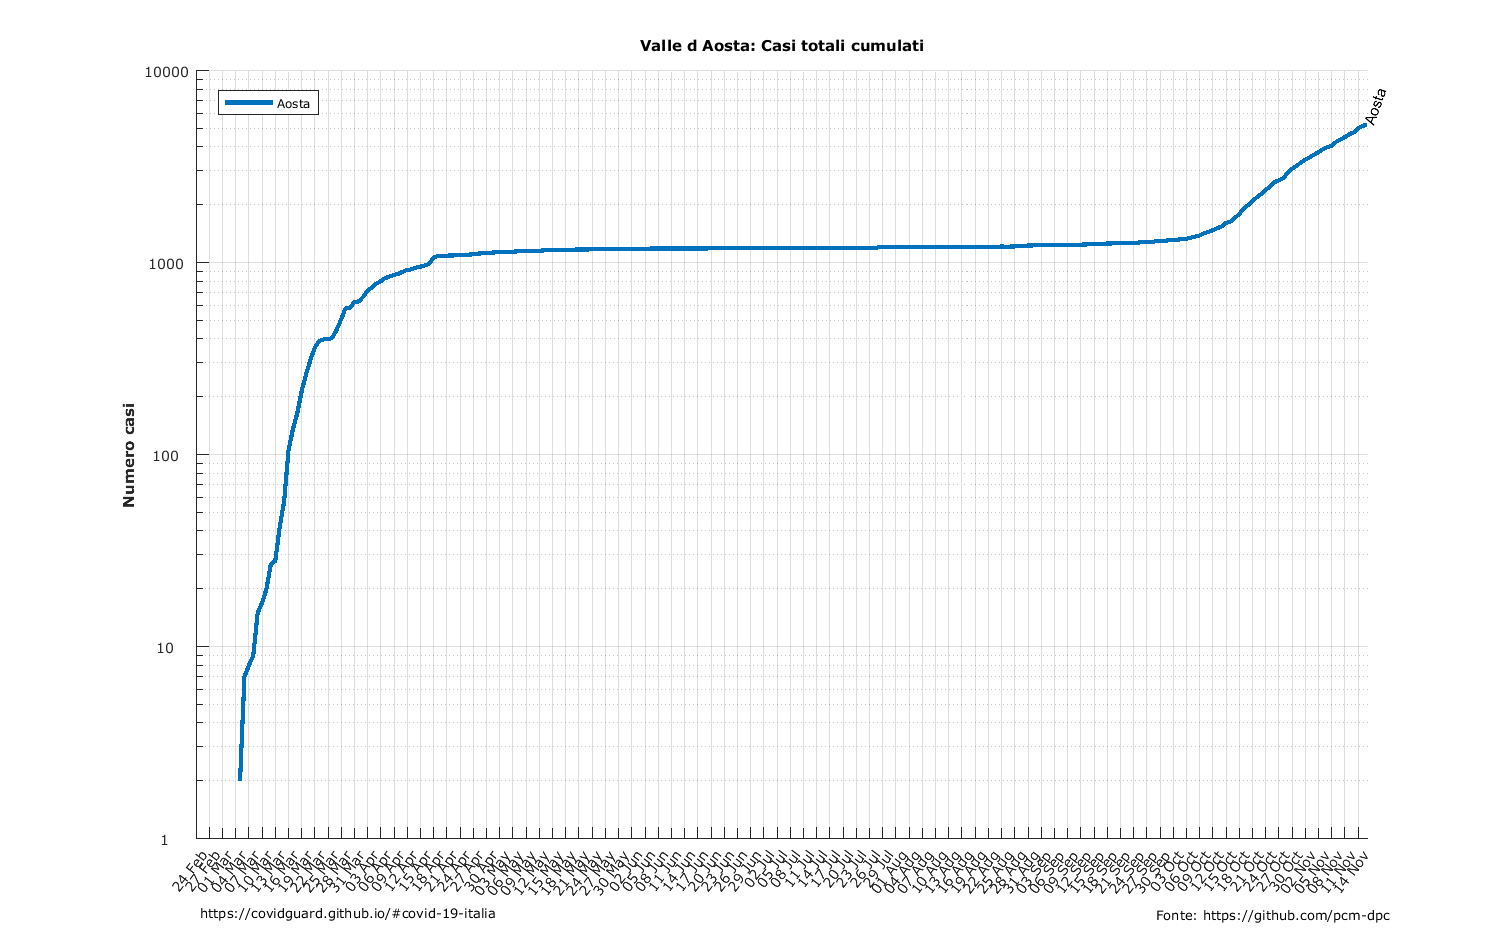 Valle d Aosta: Casi totali cumulati
10000
1000
100
10
1
Numero casi
Aosta
Aosta
24 Feb
27 Feb
01 Mar
04 Mar
07 Mar
10 Mar
13 Mar
16 Mar
19 Mar
22 Mar
25 Mar
28 Mar
31 Mar
03 Apr
06 Apr
09 Apr
12 Apr
15 Apr
18 Apr
21 Apr
24 Apr
27 Apr
30 Apr
03 May
06 May
09 May
12 May
15 May
18 May
21 May
24 May
27 May
30 May
02 Jun
05 Jun
08 Jun
11 Jun
14 Jun
17 Jun
20 Jun
23 Jun
26 Jun
29 Jun
02 Jul
05 Jul
08 Jul
11 Jul
14 Jul
17 Jul
20 Jul
23 Jul
26 Jul
29 Jul
01 Aug
04 Aug
07 Aug
10 Aug
13 Aug
16 Aug
19 Aug
22 Aug
25 Aug
28 Aug
31 Aug
03 Sep
06 Sep
09 Sep
12 Sep
15 Sep
18 Sep
21 Sep
24 Sep
27 Sep
30 Sep
03 Oct
06 Oct
09 Oct
12 Oct
15 Oct
18 Oct
21 Oct
24 Oct
27 Oct
30 Oct
02 Nov
05 Nov
08 Nov
11 Nov
14 Nov
https://covidguard.github.io/#covid-19-italia
Fonte: https://github.com/pcm-dpc